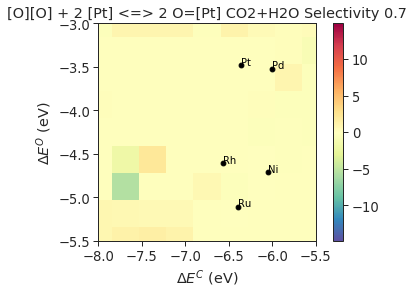 [O][O] + 2 [Pt] <=> 2 O=[Pt] CO2+H2O Selectivity 0.7
−3.0
−3.5
−4.0
−4.5
−5.0
−5.5
ΔE^O (eV)
Pt
Pd
Rh
Ni
Ru
−8.0 −7.5 −7.0 −6.5 −6.0 −5.5
ΔE^C (eV)
10
5
0
−5
−10